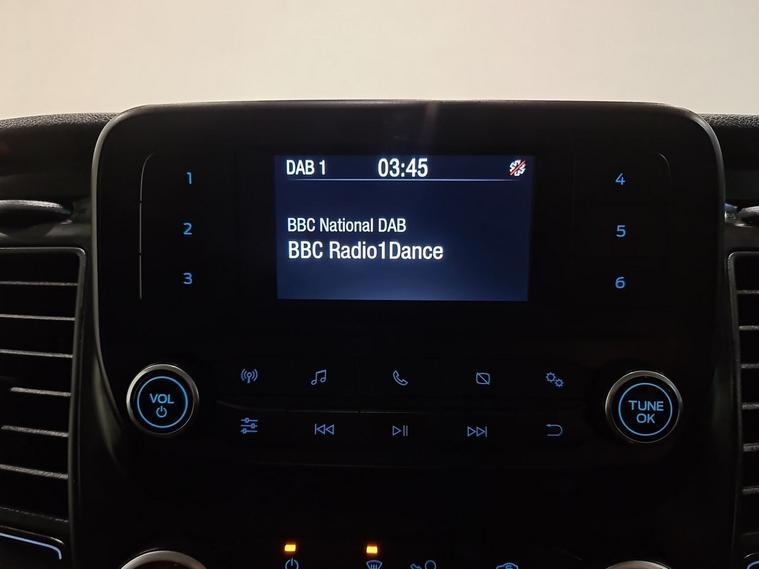 DAB 1 03:45
BBC National DAB
BBC Radio1Dance
1
2
3
4
5
6
VOL
TUNE
OK